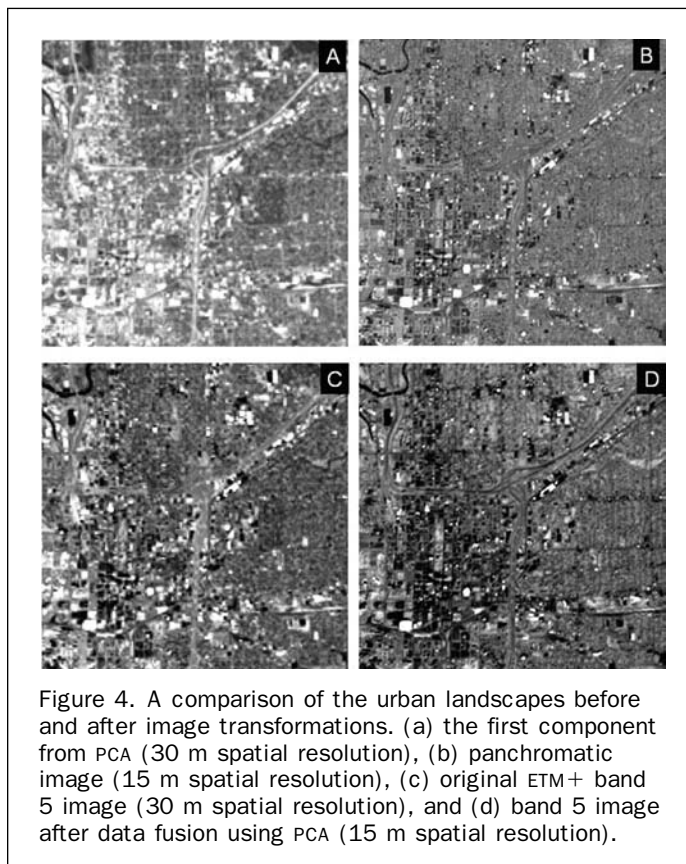 A
B
C
D
Figure 4. A comparison of the urban landscapes before
and after image transformations. (a) the first component
from PCA (30 m spatial resolution), (b) panchromatic
image (15 m spatial resolution), (c) original ETM+ band
5 image (30 m spatial resolution), and (d) band 5 image
after data fusion using PCA (15 m spatial resolution).